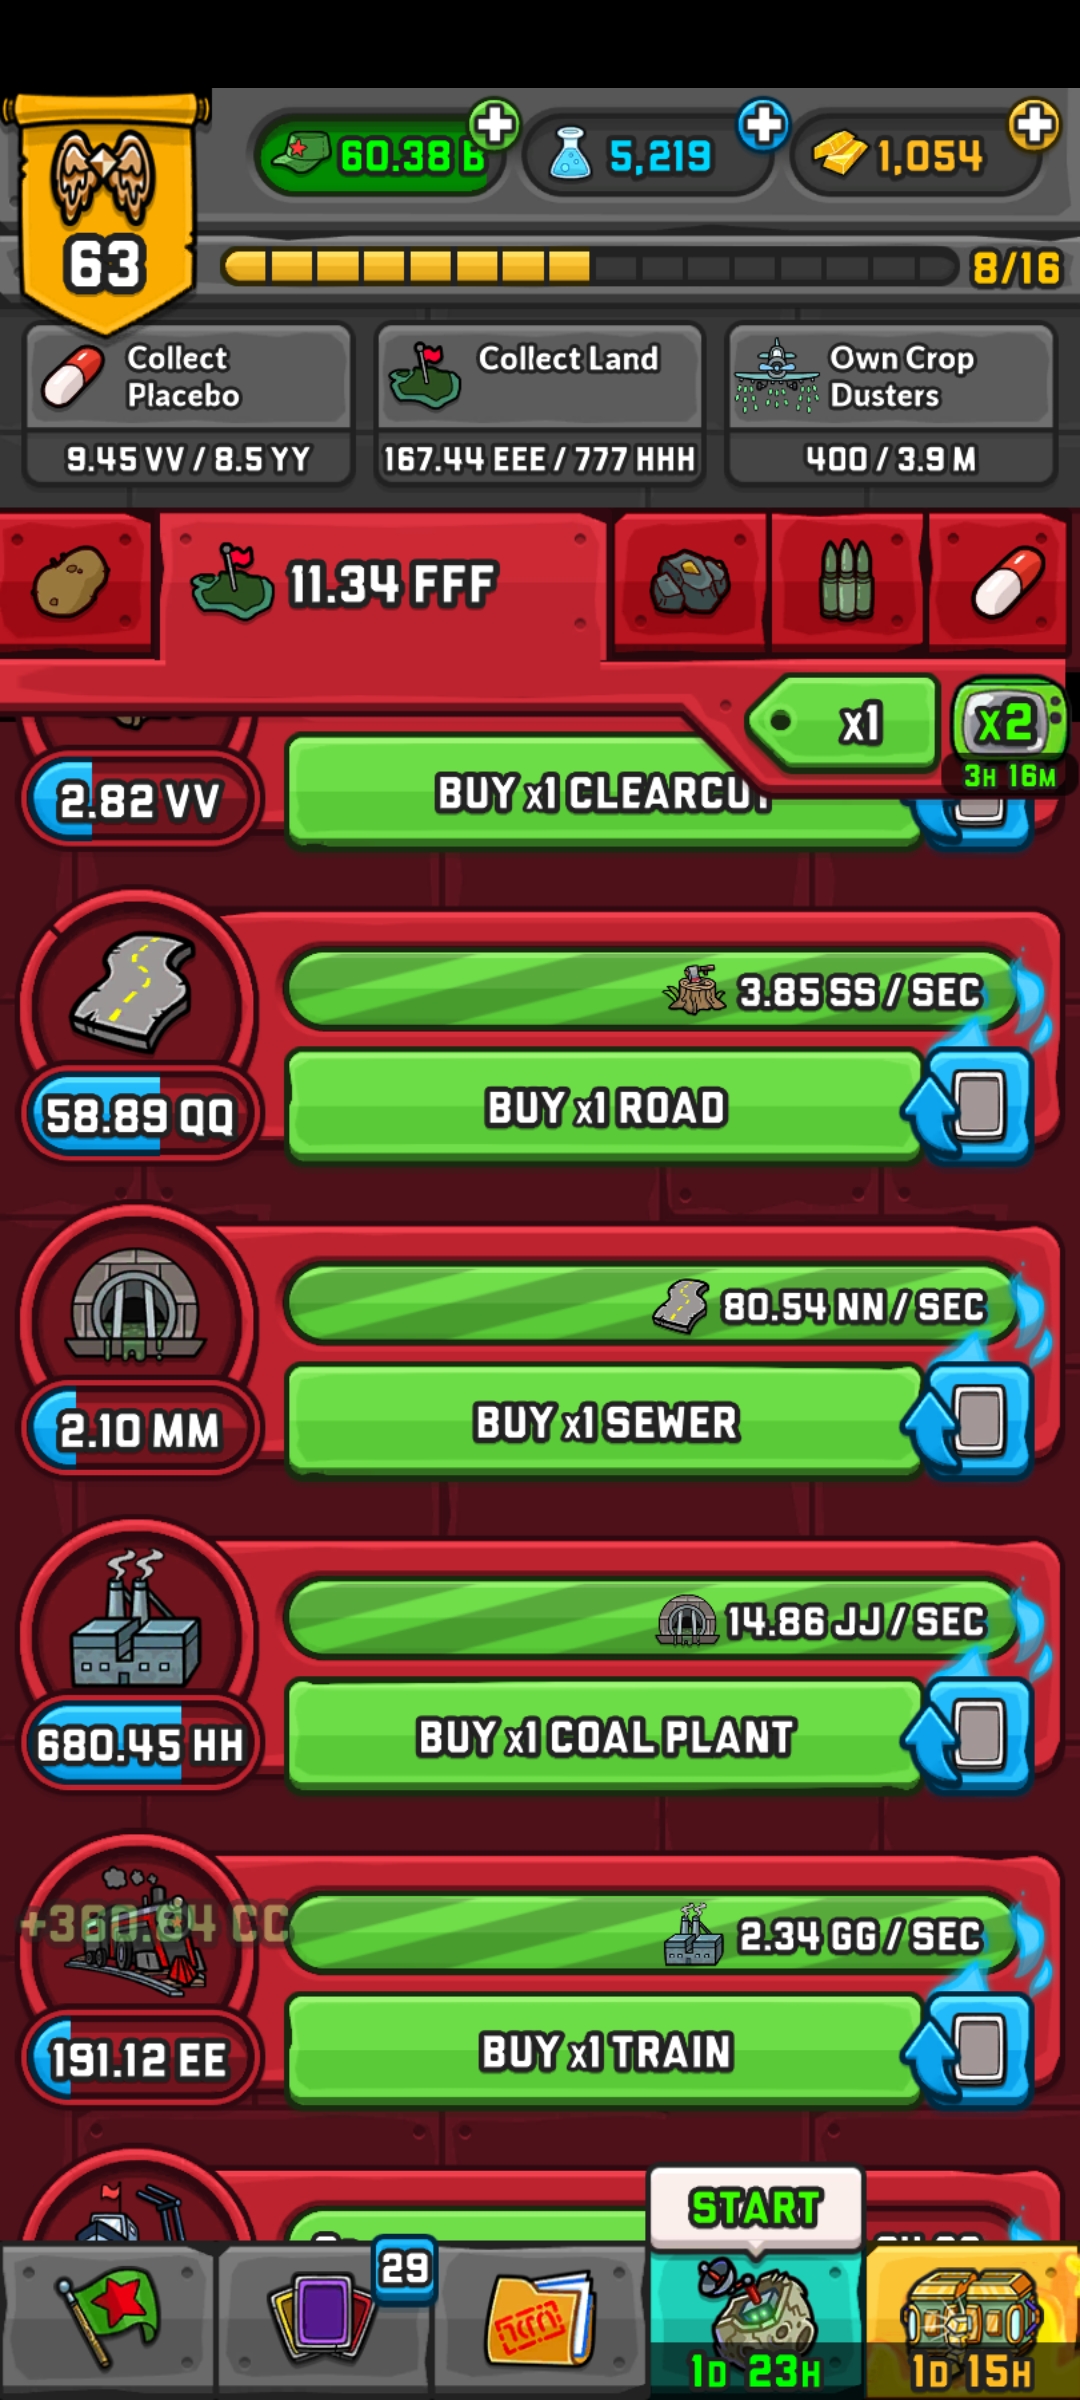 60.38 B
5,219
1,054
63
8/16
Collect
Placebo
9.45 VV / 8.5 YY
Collect Land
167.44 EEE / 777 HHH
Own Crop
Dusters
400 / 3.9 M
11.34 FFF
x1
x2
3H 16M
2.82 VV
BUY x1 CLEARCUT
3.85 SS / SEC
58.89 QQ
BUY x1 ROAD
80.54 NN / SEC
2.10 MM
BUY x1 SEWER
14.86 JJ / SEC
680.45 HH
BUY x1 COAL PLANT
+360.84 CC
2.34 GG / SEC
191.12 EE
BUY x1 TRAIN
START
29
1D 23H
1D 15H